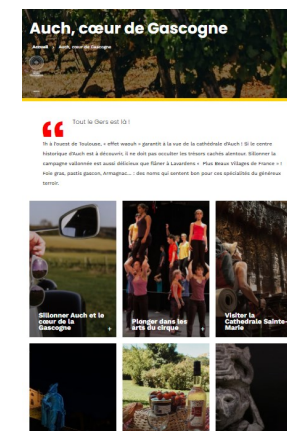 Auch, cœur de Gascogne
Accueil > Auch, cœur de Gascogne
Tout le Gers est là !
1h à l'ouest de Toulouse, « effet waouh » garantit à la vue de la cathédrale d'Auch ! Si le centre
historique d'Auch est à découvrir, il ne doit pas occulter les trésors cachés alentour. Sillonner la
campagne vallonnée est aussi délicieux que flâner à Lavardens « Plus Beaux Villages de France » !
Foie gras, pastis gascon, Armagnac... : des noms qui sentent bon pour ces spécialités du généreux
terroir.
Sillonner Auch et le
cœur de la
Gascogne
+
Plonger dans les
arts du cirque
+
Visiter la
Cathédrale Sainte-
Marie